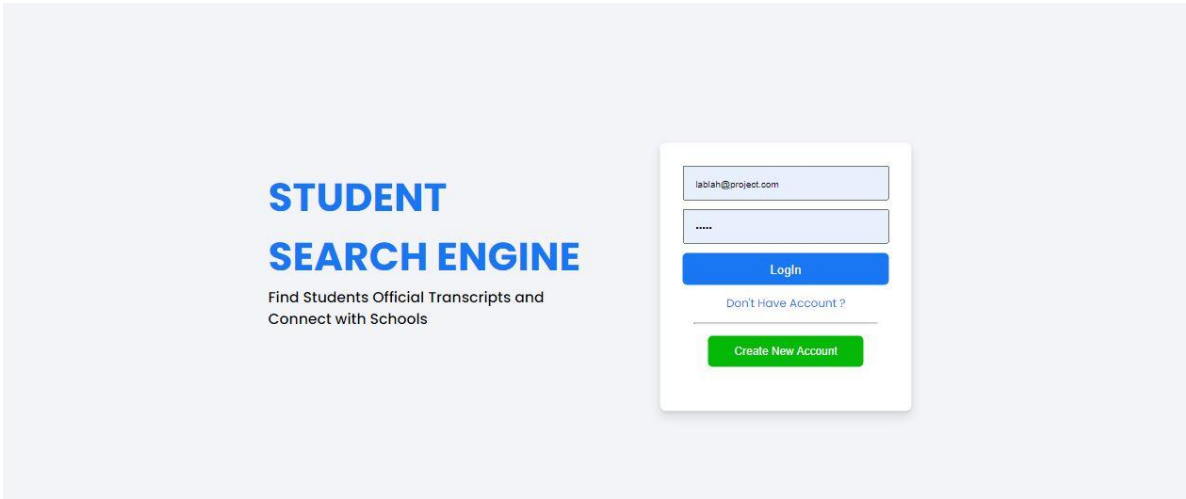 STUDENT
SEARCH ENGINE
Find Students Official Transcripts and
Connect with Schools
lablah@project.com
•••••
LogIn
Don't Have Account ?
Create New Account